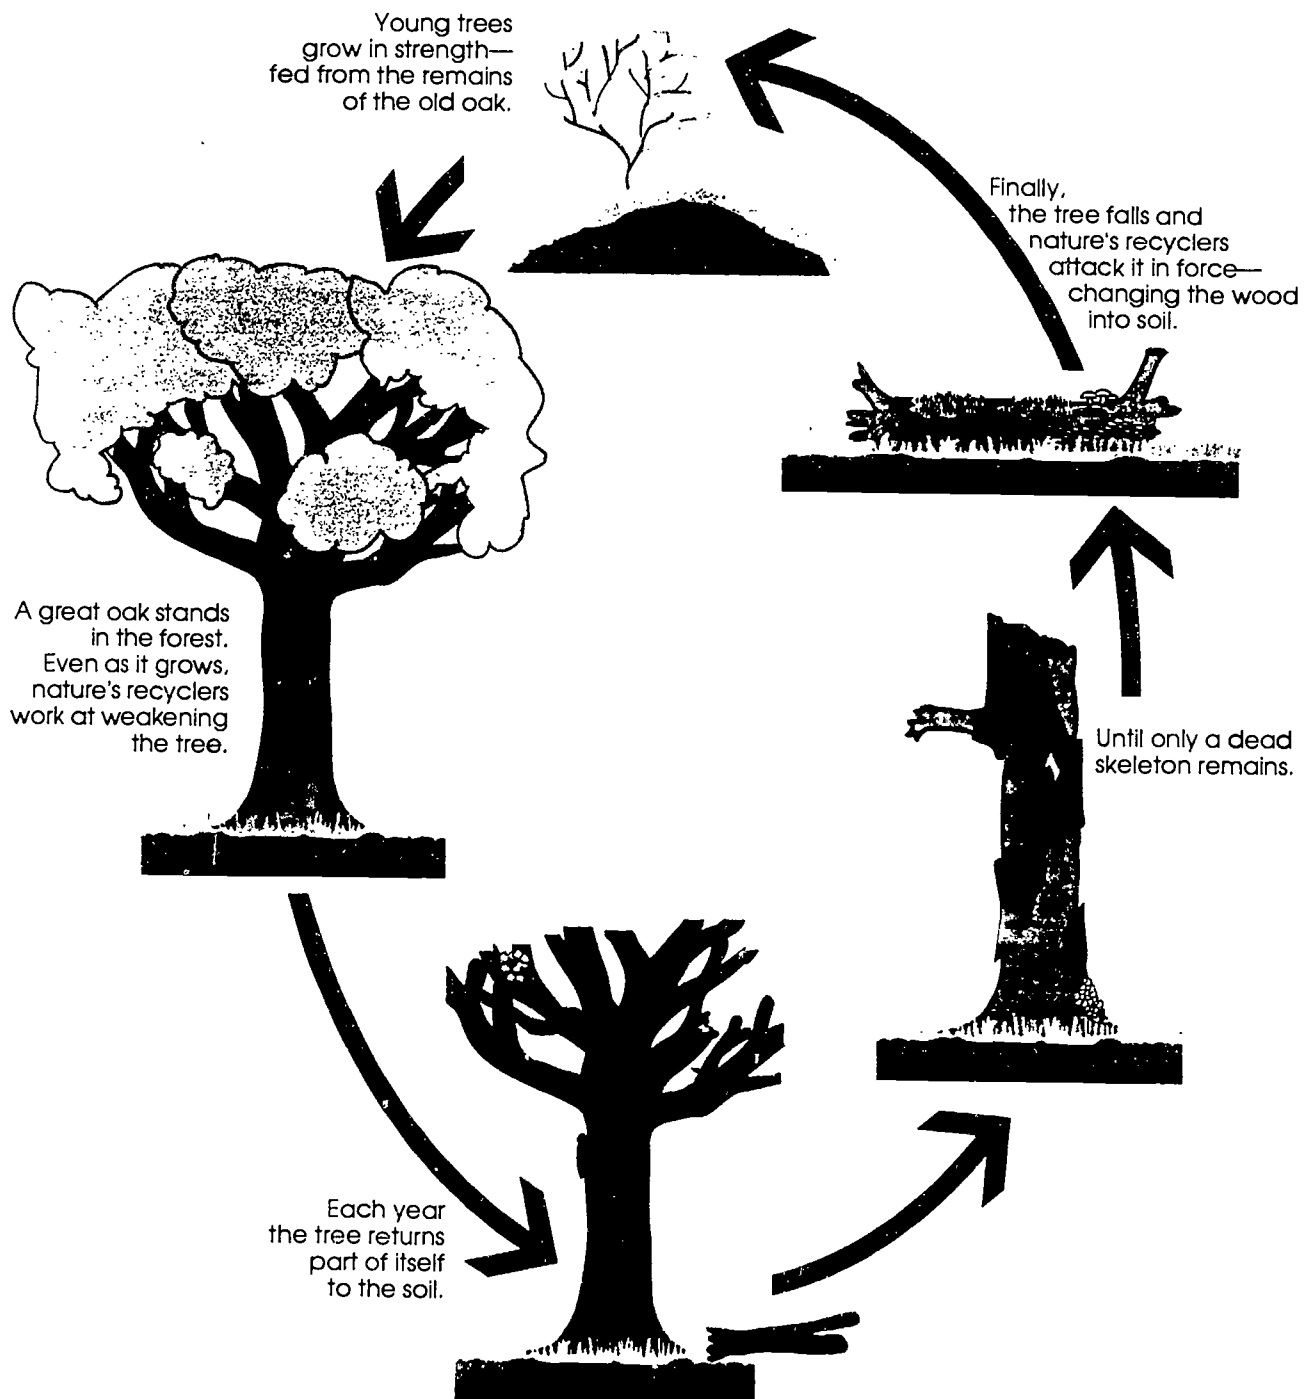 Young trees
grow in strength—
fed from the remains
of the old oak.
Finally,
the tree falls and
nature's recyclers
attack it in force—
changing the wood
into soil.
A great oak stands
in the forest.
Even as it grows,
nature's recyclers
work at weakening
the tree.
Until only a dead
skeleton remains.
Each year
the tree returns
part of itself
to the soil.